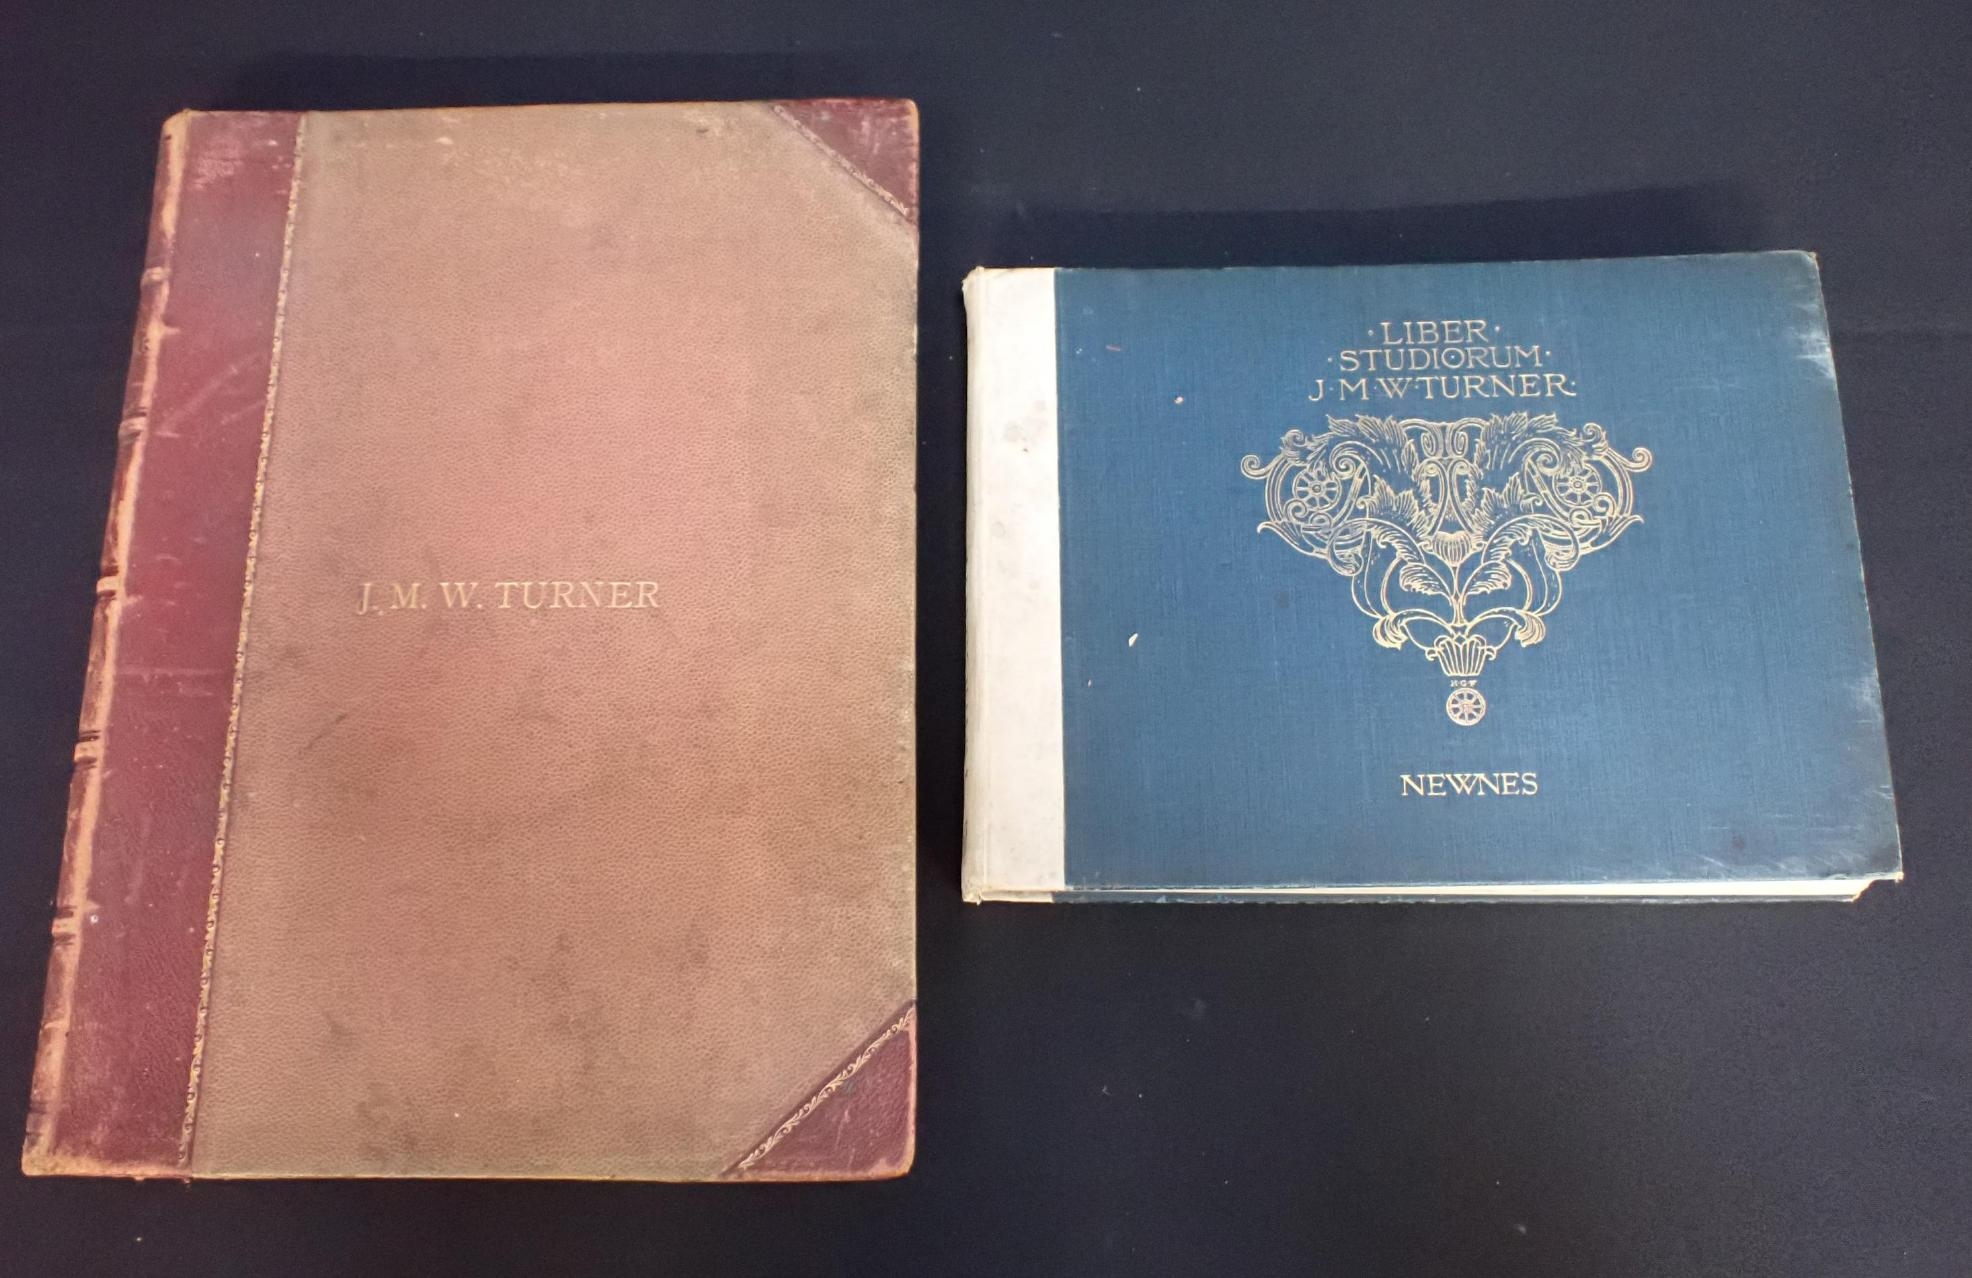 J. M. W. TURNER
·LIBER·
·STUDIORUM·
J·M·W·TURNER·
NEWNES